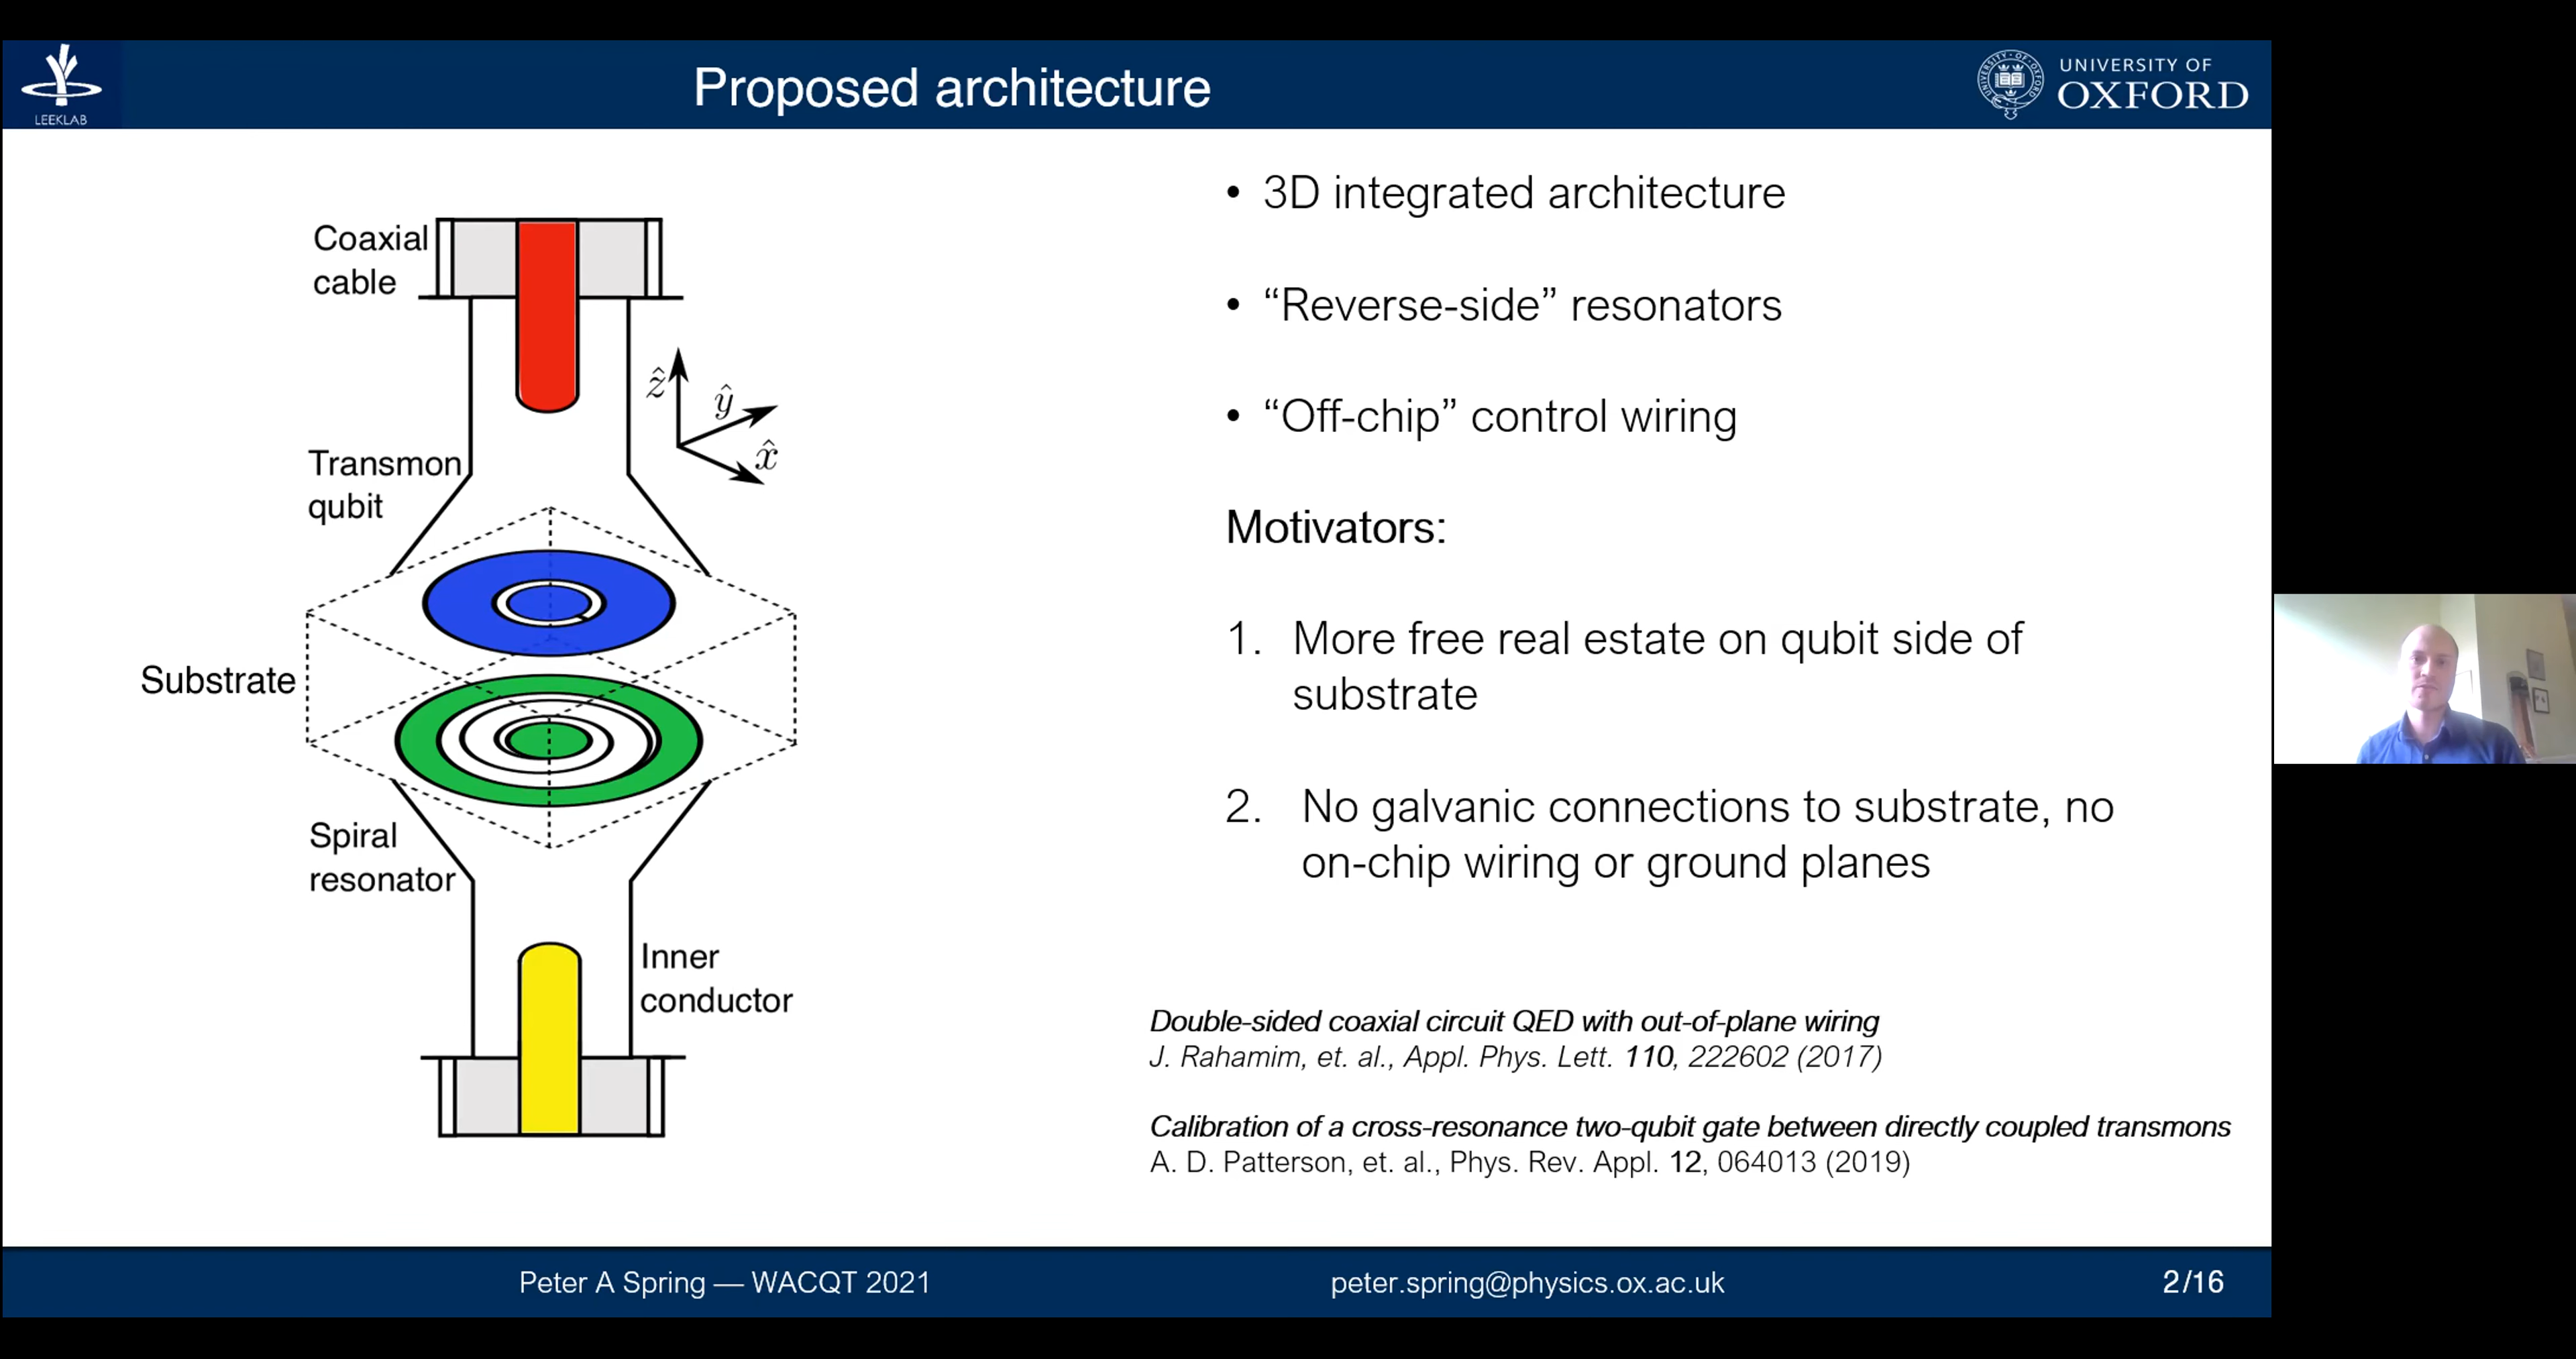 LEEKLAB
Proposed architecture
UNIVERSITY OF
OXFORD
Coaxial
cable
ẑ
ŷ
x̂
Transmon
qubit
Substrate
Spiral
resonator
Inner
conductor
• 3D integrated architecture
• “Reverse-side” resonators
• “Off-chip” control wiring
Motivators:
1. More free real estate on qubit side of
substrate
2. No galvanic connections to substrate, no
on-chip wiring or ground planes
Double-sided coaxial circuit QED with out-of-plane wiring
J. Rahamim, et. al., Appl. Phys. Lett. 110, 222602 (2017)
Calibration of a cross-resonance two-qubit gate between directly coupled transmons
A. D. Patterson, et. al., Phys. Rev. Appl. 12, 064013 (2019)
Peter A Spring — WACQT 2021
peter.spring@physics.ox.ac.uk
2/16